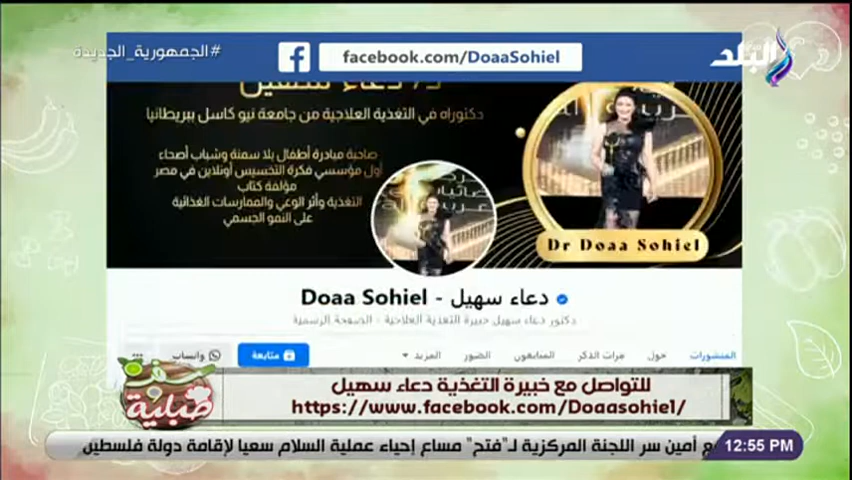 #الجمهورية_الجديدة
facebook.com/DoaaSohiel
البلد
دكتوراه في التغذية العلاجية من جامعة نيو كاسل ببريطانيا
صاحبة مبادرة أطفال بلا سمنة وشباب أصحاء
أول مؤسسي فكرة التخسيس أونلاين في مصر
مؤلفة كتاب
التغذية وأثر الوعي والممارسات الغذائية
على النمو الجسمي
Dr Doaa Sohiel
دعاء سهيل - Doaa Sohiel
دكتور دعاء سهيل خبيرة التغذية العلاجية - الصفحة الرسمية
المنشورات حول مرات الذكر المتابعون الصور المزيد
متابعة
واتساب
سفرة
صبلية
للتواصل مع خبيرة التغذية دعاء سهيل
https://www.facebook.com/Doaasohie1/
ع أمين سر اللجنة المركزية لـ"فتح" مساع إحياء عملية السلام سعيا لإقامة دولة فلسطين
12:55 PM